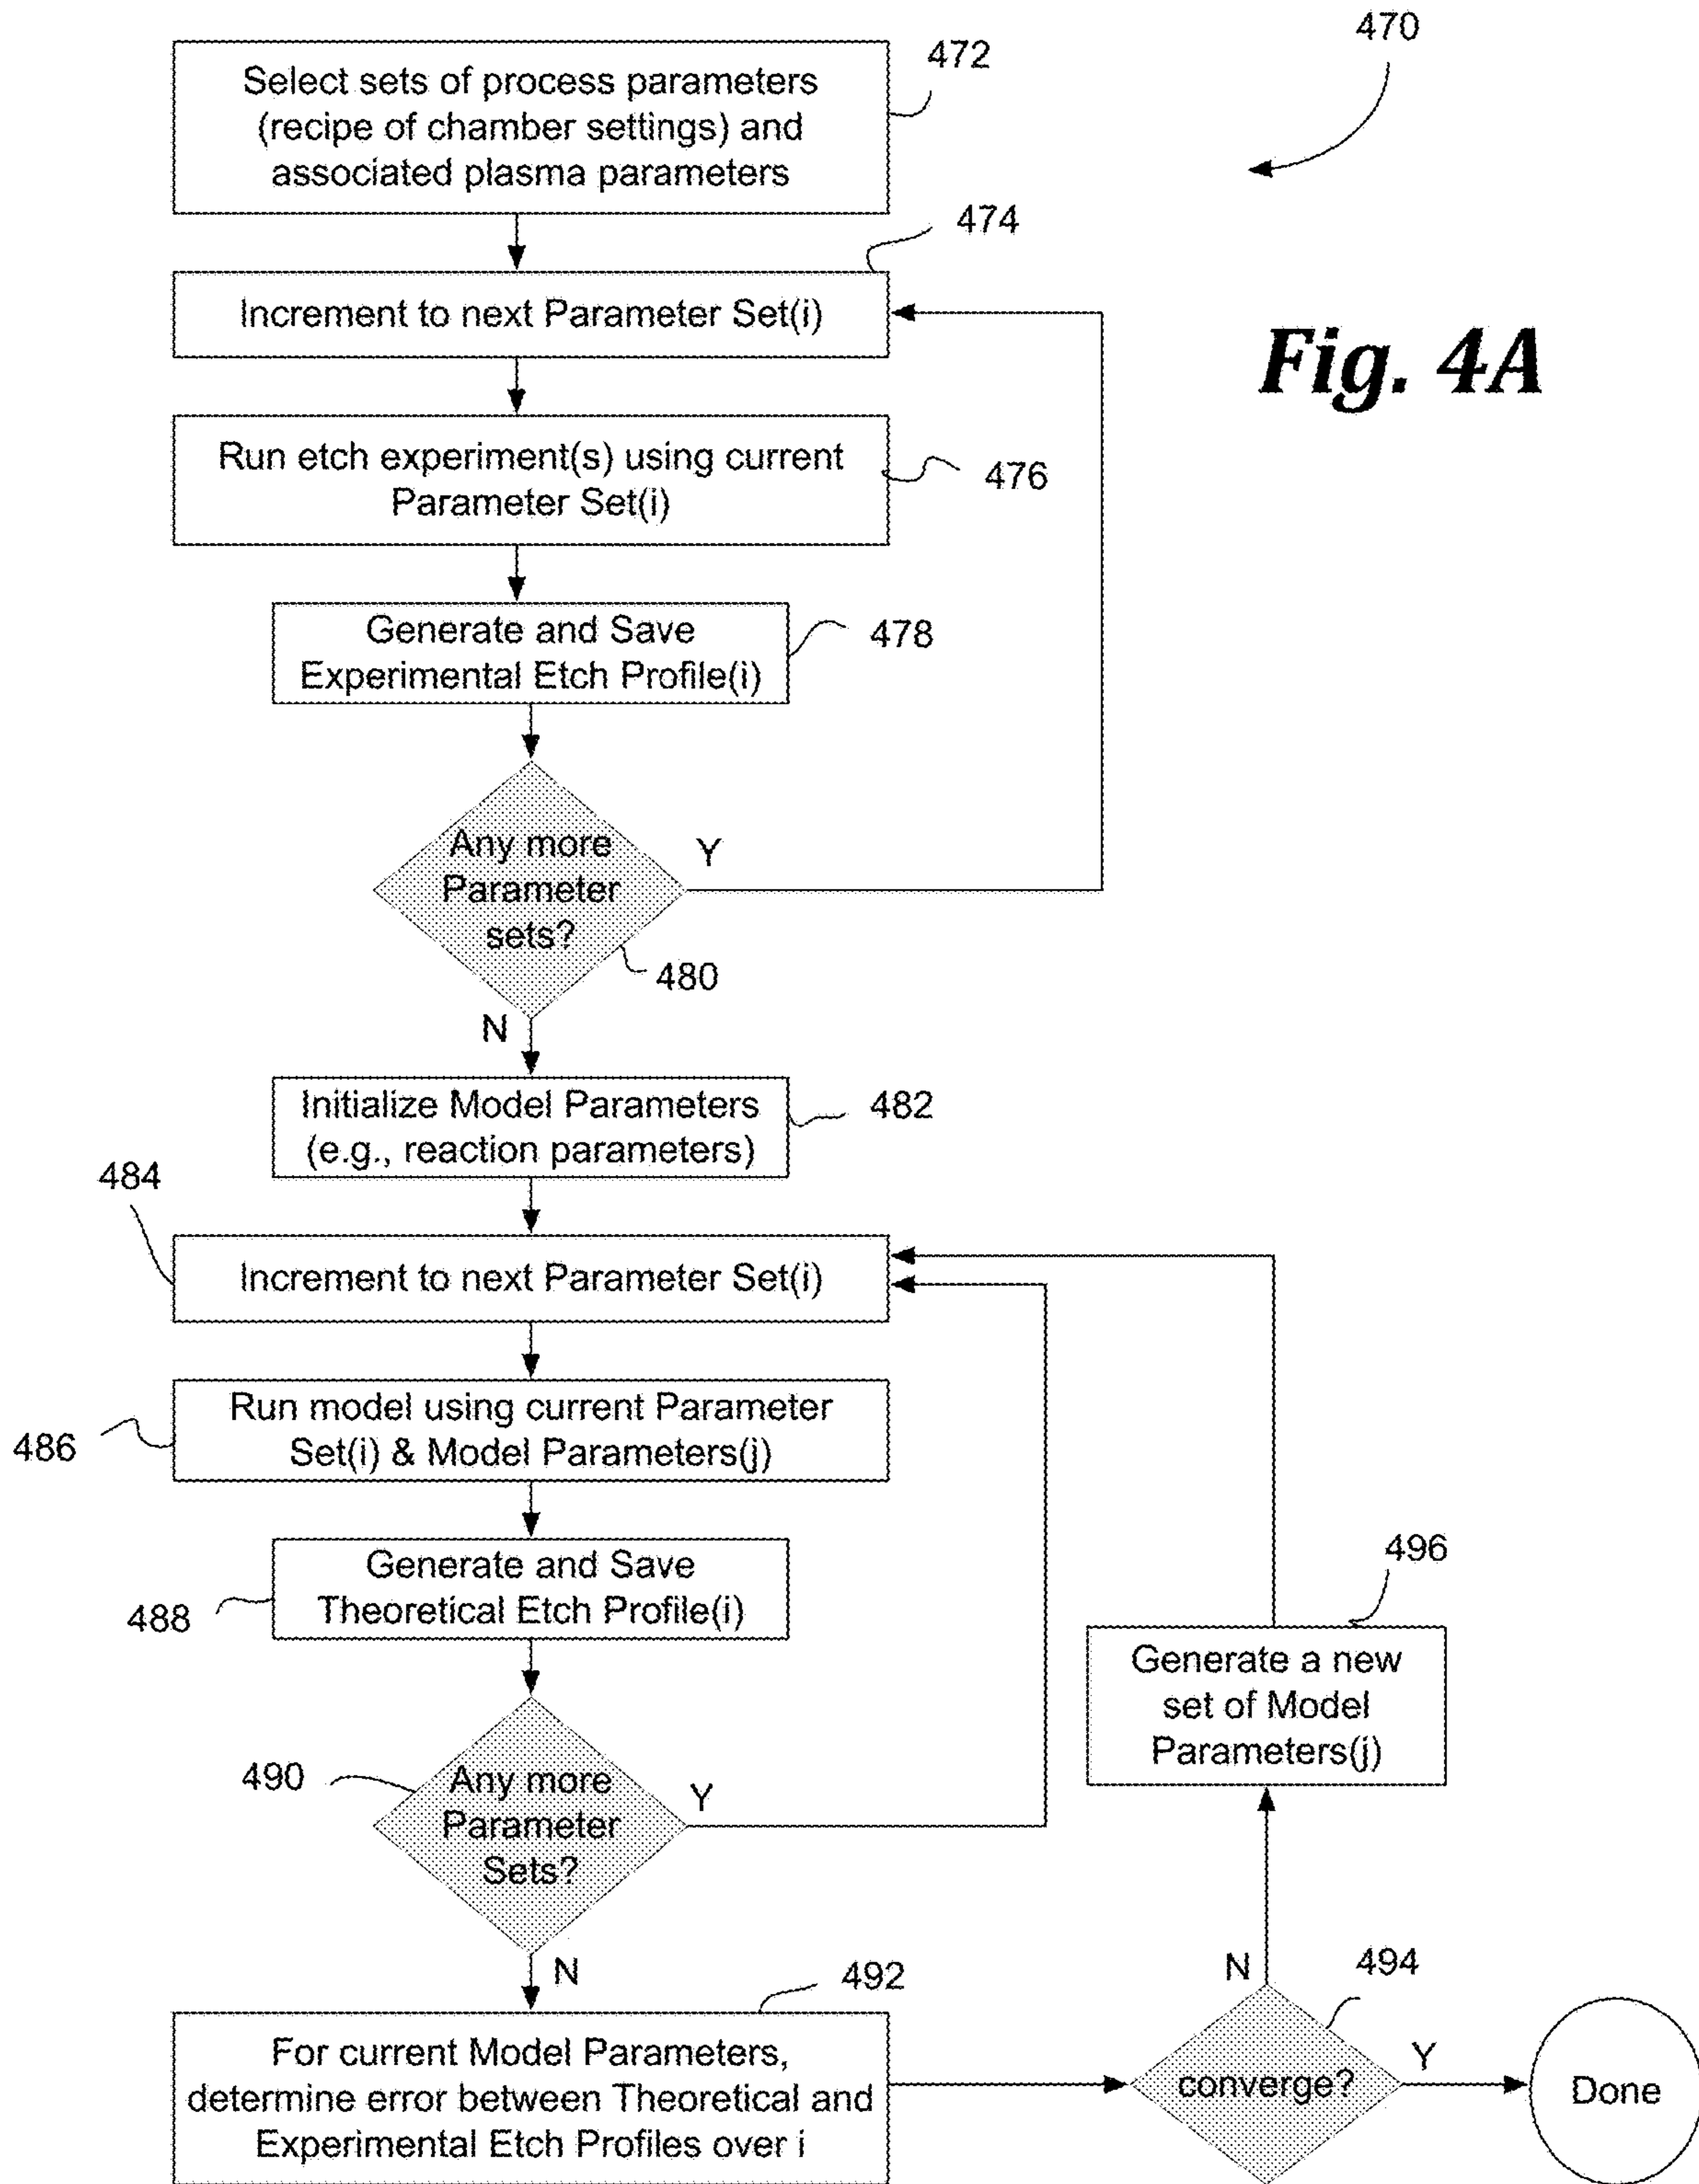 470
472
Select sets of process parameters
(recipe of chamber settings) and
associated plasma parameters
474
Increment to next Parameter Set(i)
Fig. 4A
Run etch experiment(s) using current
Parameter Set(i)
476
Generate and Save
Experimental Etch Profile(i)
478
Any more
Parameter
sets?
Y
480
N
Initialize Model Parameters
(e.g., reaction parameters)
482
484
Increment to next Parameter Set(i)
Run model using current Parameter
Set(i) & Model Parameters(j)
486
Generate and Save
Theoretical Etch Profile(i)
488
496
Generate a new
set of Model
Parameters(j)
490
Any more
Parameter
Sets?
Y
N
492
For current Model Parameters,
determine error between Theoretical and
Experimental Etch Profiles over i
N
494
converge?
Y
Done